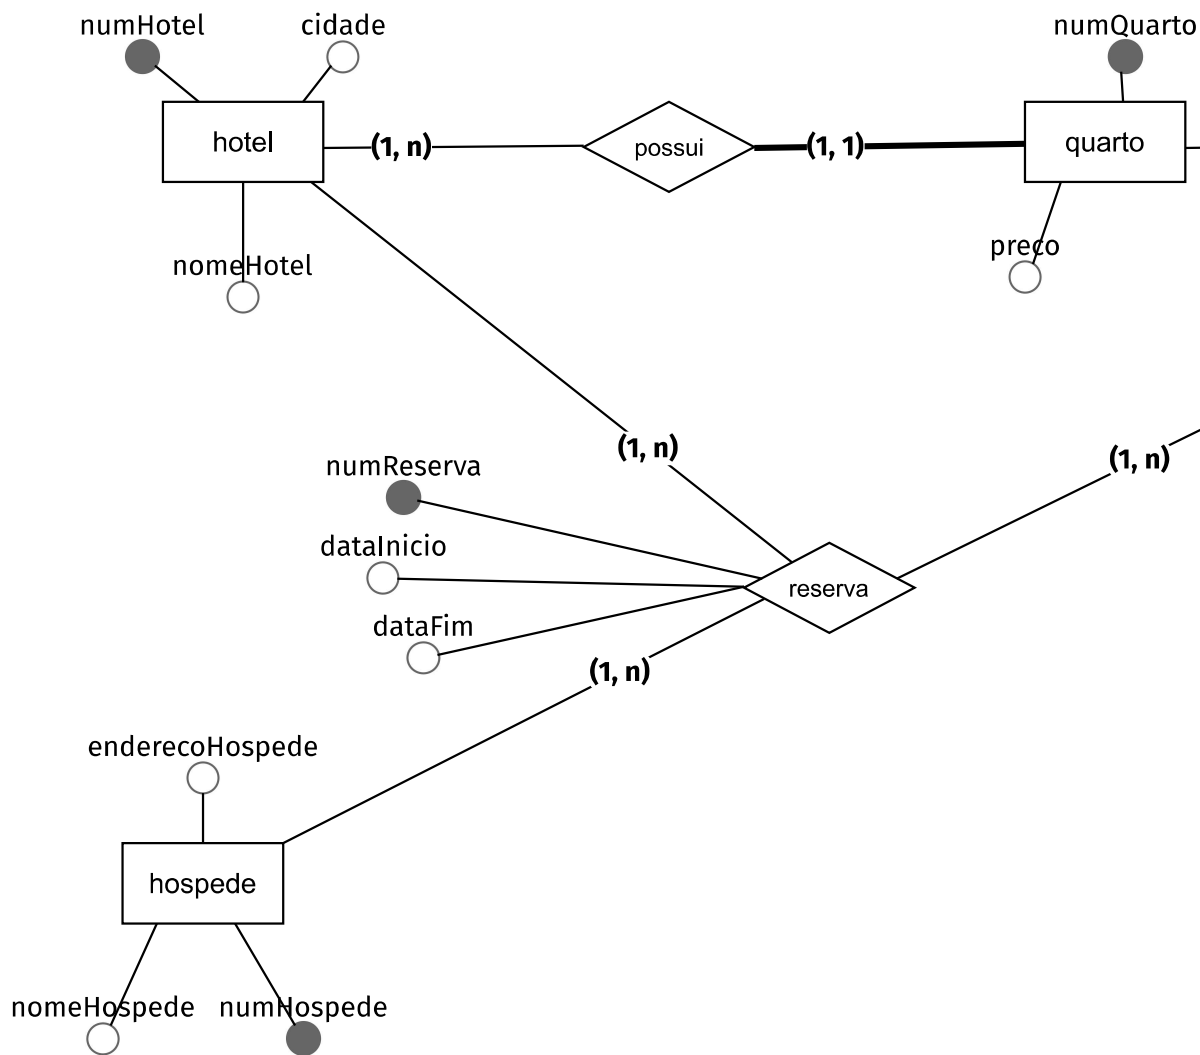 numHotel
cidade
numQuarto
hotel
(1, n)
possui
(1, 1)
quarto
nomeHotel
preco
(1, n)
(1, n)
numReserva
dataInicio
reserva
dataFim
(1, n)
enderecoHospede
hospede
nomeHospede
numHospede